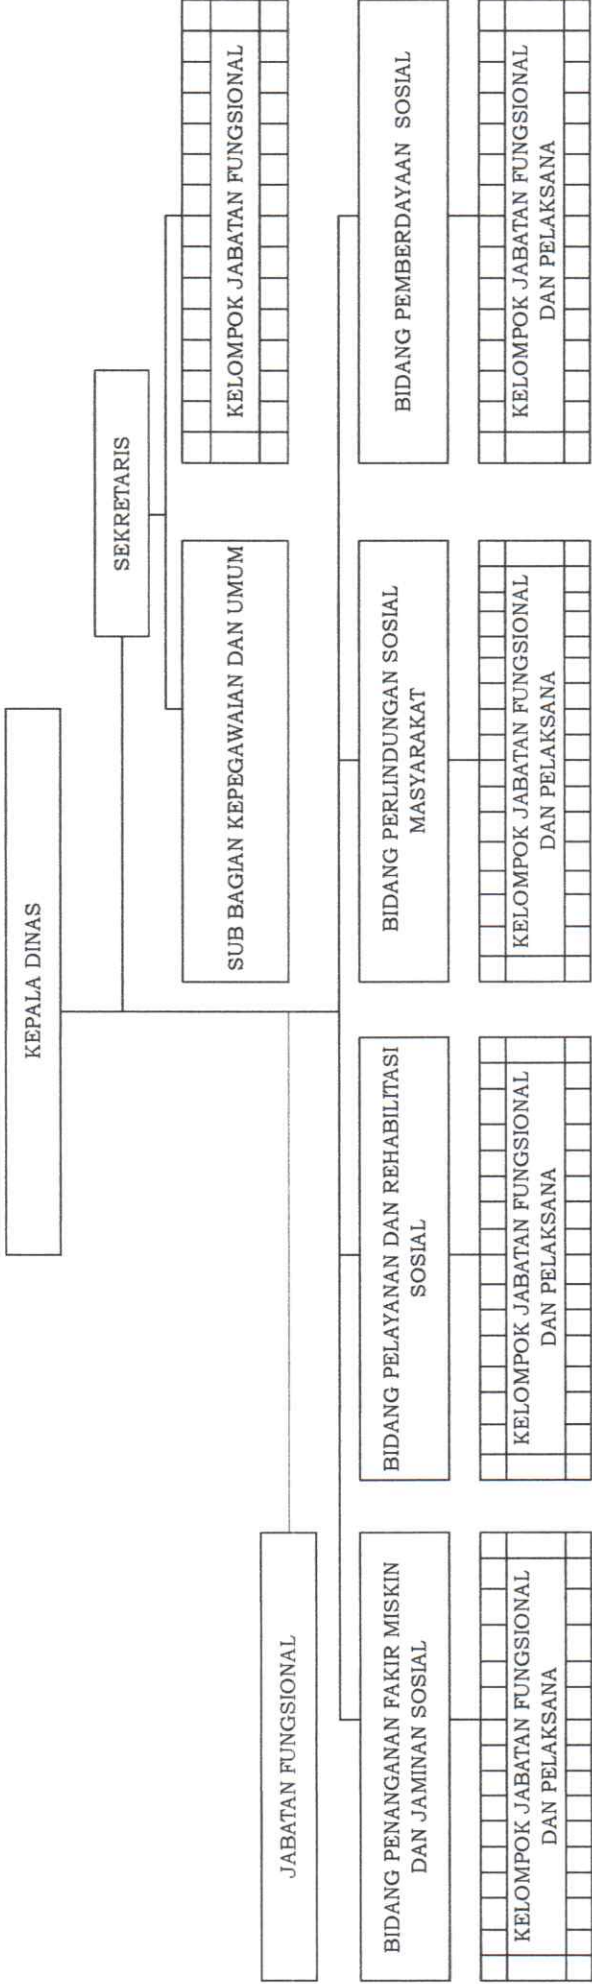 KEPALA DINAS
SEKRETARIS
SUB BAGIAN KEPEGAWAIAN DAN UMUM
KELOMPOK JABATAN FUNGSIONAL
JABATAN FUNGSIONAL
BIDANG PENANGANAN FAKIR MISKIN
DAN JAMINAN SOSIAL
BIDANG PELAYANAN DAN REHABILITASI
SOSIAL
BIDANG PERLINDUNGAN SOSIAL
MASYARAKAT
BIDANG PEMBERDAYAAN SOSIAL
KELOMPOK JABATAN FUNGSIONAL
DAN PELAKSANA
KELOMPOK JABATAN FUNGSIONAL
DAN PELAKSANA
KELOMPOK JABATAN FUNGSIONAL
DAN PELAKSANA
KELOMPOK JABATAN FUNGSIONAL
DAN PELAKSANA